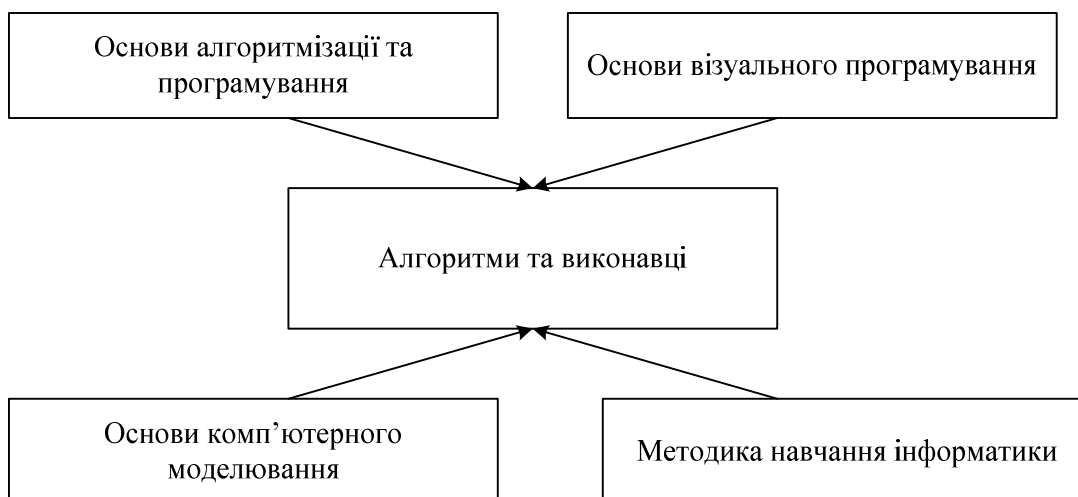 Основи алгоритмізації та
програмування
Основи візуального програмування
Алгоритми та виконавці
Основи комп’ютерного
моделювання
Методика навчання інформатики